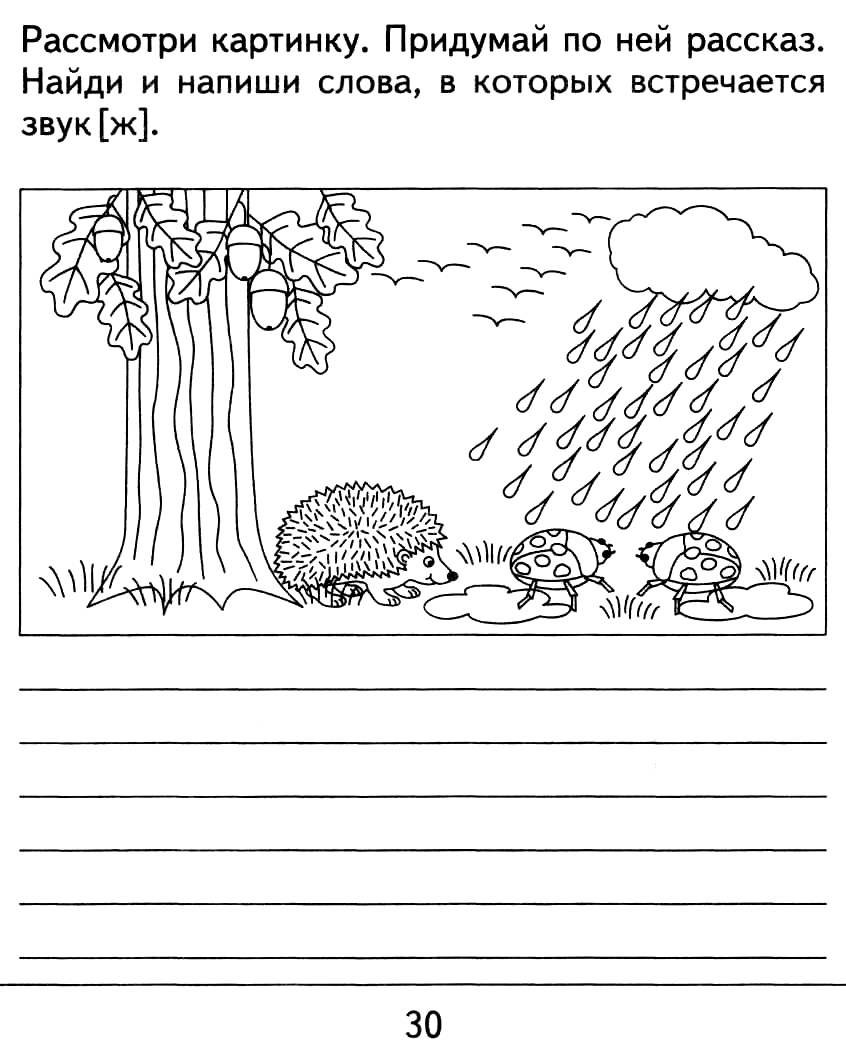 Рассмотри картинку. Придумай по ней рассказ.
Найди и напиши слова, в которых встречается
звук [ж].
30